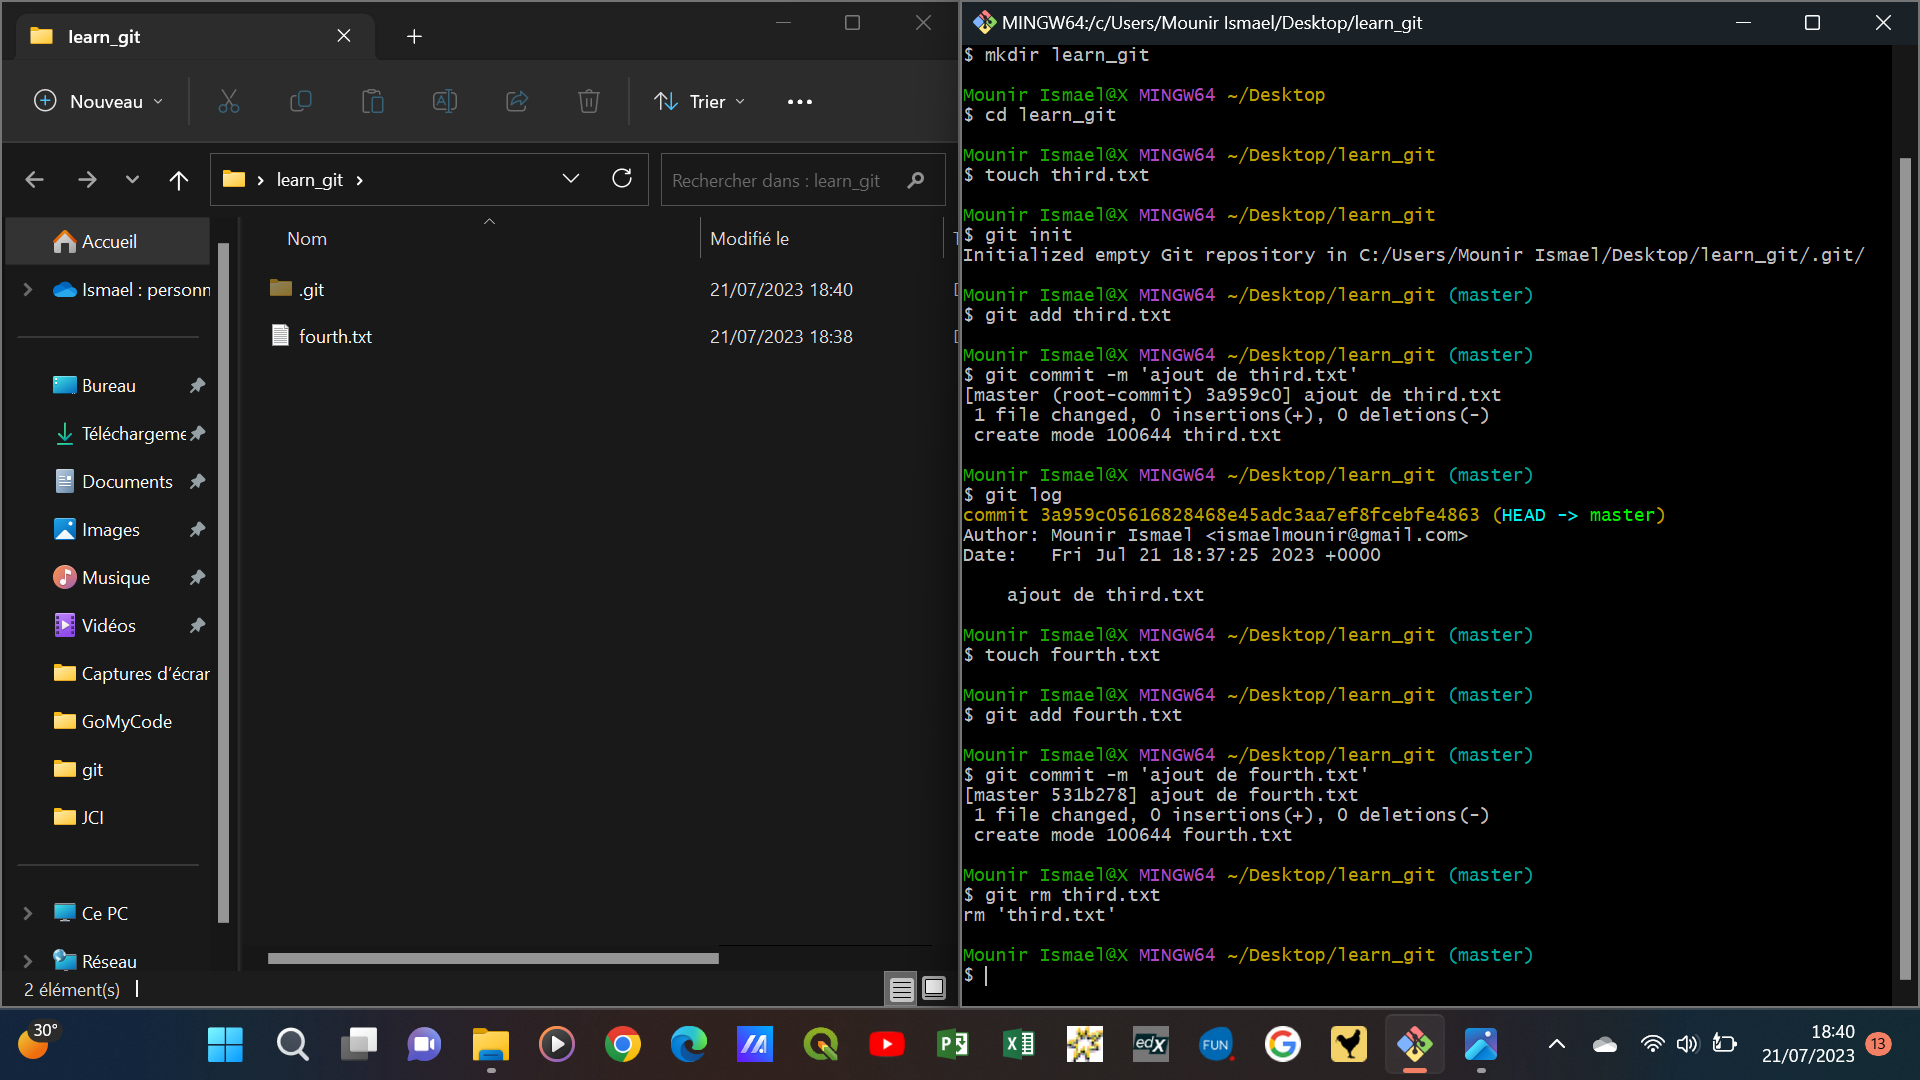 learn_git
Nouveau
Trier
learn_git
Rechercher dans : learn_git
Accueil
Ismael : personn
Bureau
Téléchargeme
Documents
Images
Musique
Vidéos
Captures d’écrar
GoMyCode
git
JCI
Ce PC
Réseau
Nom
Modifié le
.git
21/07/2023 18:40
fourth.txt
21/07/2023 18:38
2 élément(s)
MINGW64:/c/Users/Mounir Ismael/Desktop/learn_git
$ mkdir learn_git
Mounir Ismael@X MINGW64 ~/Desktop
$ cd learn_git
Mounir Ismael@X MINGW64 ~/Desktop/learn_git
$ touch third.txt
Mounir Ismael@X MINGW64 ~/Desktop/learn_git
$ git init
Initialized empty Git repository in C:/Users/Mounir Ismael/Desktop/learn_git/.git/
Mounir Ismael@X MINGW64 ~/Desktop/learn_git (master)
$ git add third.txt
Mounir Ismael@X MINGW64 ~/Desktop/learn_git (master)
$ git commit -m 'ajout de third.txt'
[master (root-commit) 3a959c0] ajout de third.txt
1 file changed, 0 insertions(+), 0 deletions(-)
create mode 100644 third.txt
Mounir Ismael@X MINGW64 ~/Desktop/learn_git (master)
$ git log
commit 3a959c05616828468e45adc3aa7ef8fcebfe4863 (HEAD -> master)
Author: Mounir Ismael <ismaelmounir@gmail.com>
Date:   Fri Jul 21 18:37:25 2023 +0000
ajout de third.txt
Mounir Ismael@X MINGW64 ~/Desktop/learn_git (master)
$ touch fourth.txt
Mounir Ismael@X MINGW64 ~/Desktop/learn_git (master)
$ git add fourth.txt
Mounir Ismael@X MINGW64 ~/Desktop/learn_git (master)
$ git commit -m 'ajout de fourth.txt'
[master 531b278] ajout de fourth.txt
1 file changed, 0 insertions(+), 0 deletions(-)
create mode 100644 fourth.txt
Mounir Ismael@X MINGW64 ~/Desktop/learn_git (master)
$ git rm third.txt
rm 'third.txt'
Mounir Ismael@X MINGW64 ~/Desktop/learn_git (master)
$
30°
edX
FUN
18:40
21/07/2023
13